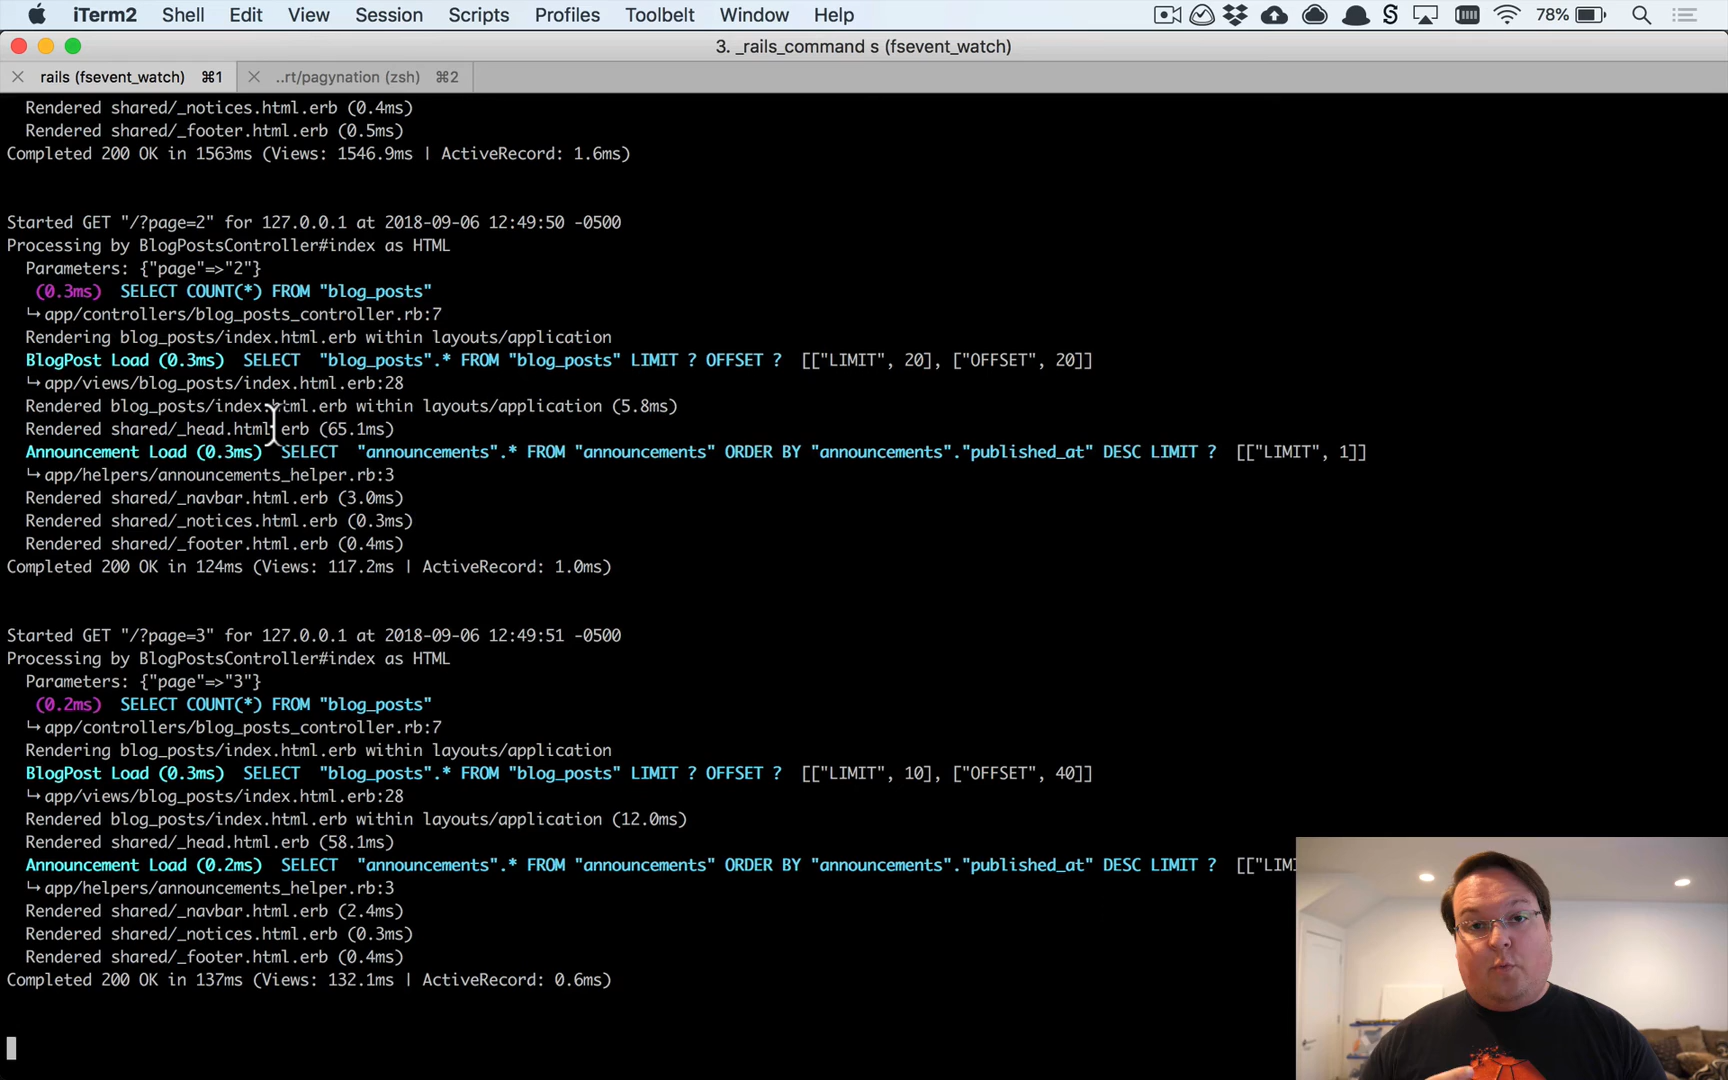 iTerm2 Shell Edit View Session Scripts Profiles Toolbelt Window Help 78%
3. _rails_command s (fsevent_watch)
rails (fsevent_watch) ⌘1 ..rt/pagynation (zsh) ⌘2
Rendered shared/_notices.html.erb (0.4ms)
Rendered shared/_footer.html.erb (0.5ms)
Completed 200 OK in 1563ms (Views: 1546.9ms | ActiveRecord: 1.6ms)
Started GET "/?page=2" for 127.0.0.1 at 2018-09-06 12:49:50 -0500
Processing by BlogPostsController#index as HTML
Parameters: {"page"=>"2"}
(0.3ms) SELECT COUNT(*) FROM "blog_posts"
↳ app/controllers/blog_posts_controller.rb:7
Rendering blog_posts/index.html.erb within layouts/application
BlogPost Load (0.3ms) SELECT "blog_posts".* FROM "blog_posts" LIMIT ? OFFSET ? [["LIMIT", 20], ["OFFSET", 20]]
↳ app/views/blog_posts/index.html.erb:28
Rendered blog_posts/index.html.erb within layouts/application (5.8ms)
Rendered shared/_head.html.erb (65.1ms)
Announcement Load (0.3ms) SELECT "announcements".* FROM "announcements" ORDER BY "announcements"."published_at" DESC LIMIT ? [["LIMIT", 1]]
↳ app/helpers/announcements_helper.rb:3
Rendered shared/_navbar.html.erb (3.0ms)
Rendered shared/_notices.html.erb (0.3ms)
Rendered shared/_footer.html.erb (0.4ms)
Completed 200 OK in 124ms (Views: 117.2ms | ActiveRecord: 1.0ms)
Started GET "/?page=3" for 127.0.0.1 at 2018-09-06 12:49:51 -0500
Processing by BlogPostsController#index as HTML
Parameters: {"page"=>"3"}
(0.2ms) SELECT COUNT(*) FROM "blog_posts"
↳ app/controllers/blog_posts_controller.rb:7
Rendering blog_posts/index.html.erb within layouts/application
BlogPost Load (0.3ms) SELECT "blog_posts".* FROM "blog_posts" LIMIT ? OFFSET ? [["LIMIT", 10], ["OFFSET", 40]]
↳ app/views/blog_posts/index.html.erb:28
Rendered blog_posts/index.html.erb within layouts/application (12.0ms)
Rendered shared/_head.html.erb (58.1ms)
Announcement Load (0.2ms) SELECT "announcements".* FROM "announcements" ORDER BY "announcements"."published_at" DESC LIMIT ? [["LIM
↳ app/helpers/announcements_helper.rb:3
Rendered shared/_navbar.html.erb (2.4ms)
Rendered shared/_notices.html.erb (0.3ms)
Rendered shared/_footer.html.erb (0.4ms)
Completed 200 OK in 137ms (Views: 132.1ms | ActiveRecord: 0.6ms)